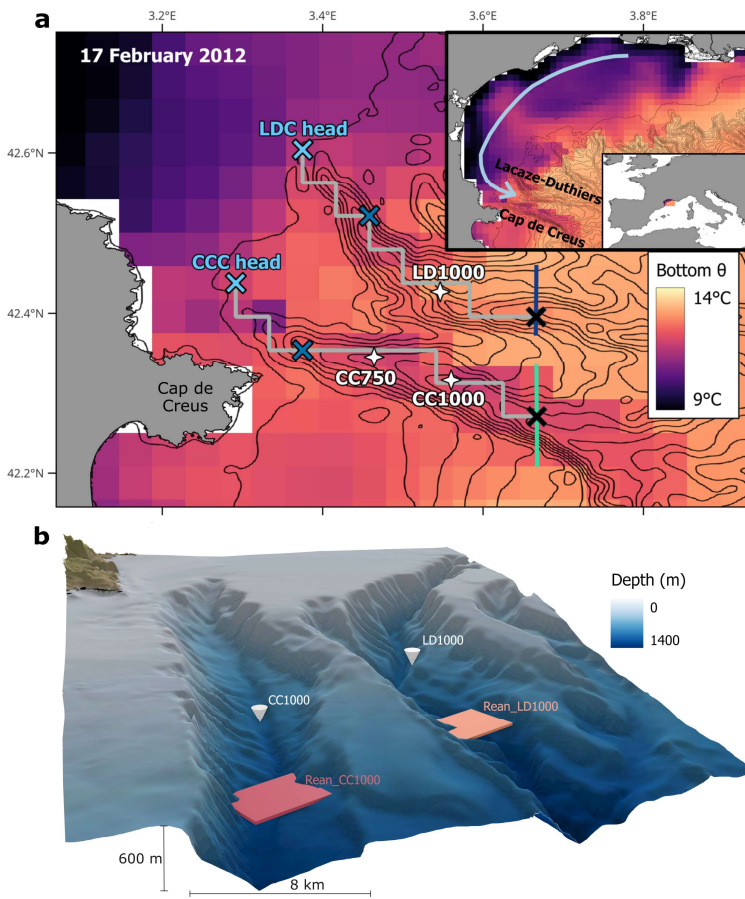 a
3.2°E
3.4°E
3.6°E
3.8°E
17 February 2012
LDC head
42.6°N
Lacaze-Duthiers
Cap de Creus
CCC head
LD1000
42.4°N
Bottom θ
14°C
9°C
CC750
CC1000
Cap de
Creus
42.2°N
b
Depth (m)
0
1400
LD1000
CC1000
Rean_LD1000
Rean_CC1000
600 m
8 km